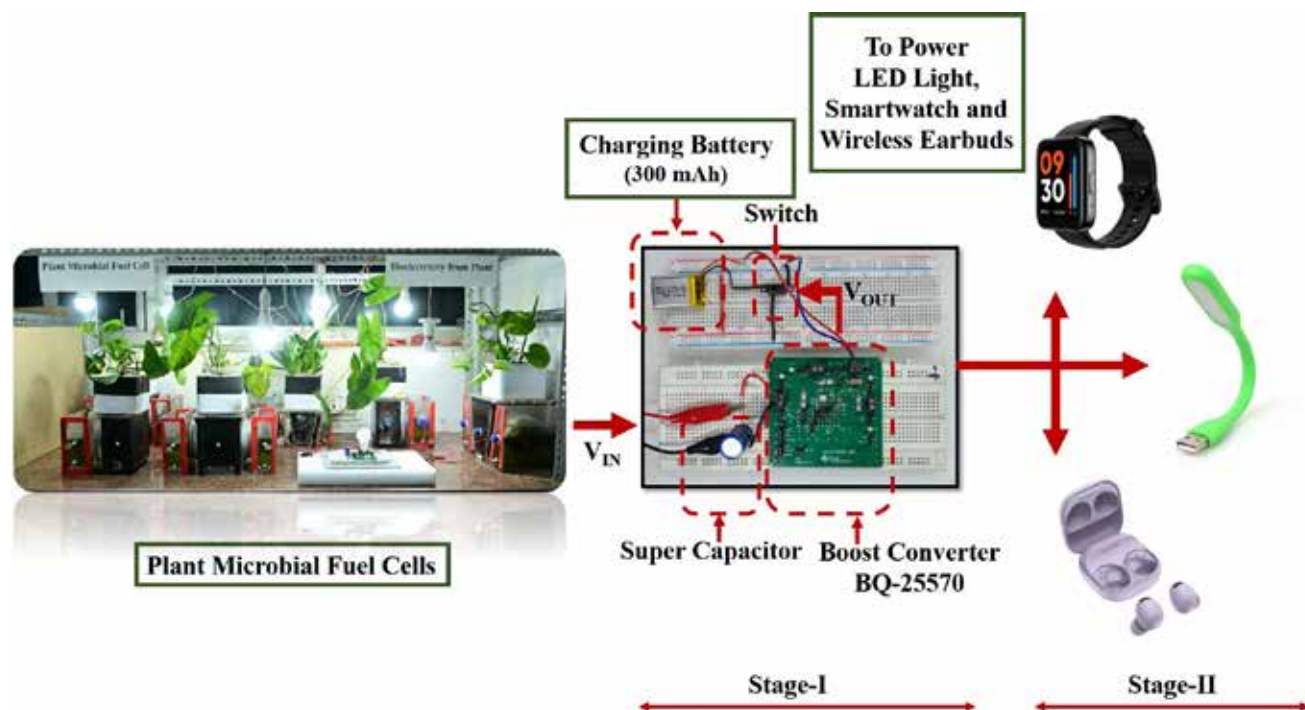 To Power
LED Light,
Smartwatch and
Wireless Earbuds
Charging Battery
(300 mAh)
09
30
Switch
Plant Microbial Fuel Cell
Bioelectricity from Plant
VOUT
VIN
Super Capacitor
Boost Converter
BQ-25570
Plant Microbial Fuel Cells
Stage-I
Stage-II